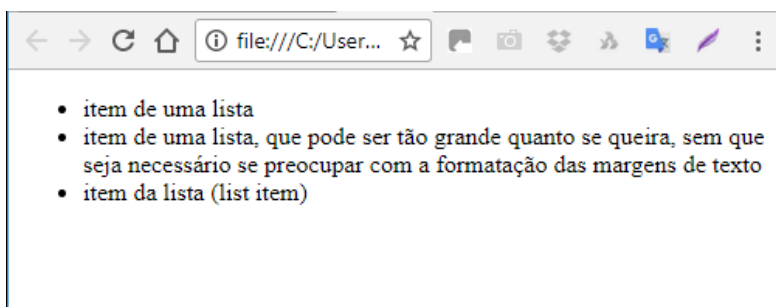 file:///C:/User...
• item de uma lista
• item de uma lista, que pode ser tão grande quanto se queira, sem que
seja necessário se preocupar com a formatação das margens de texto
• item da lista (list item)